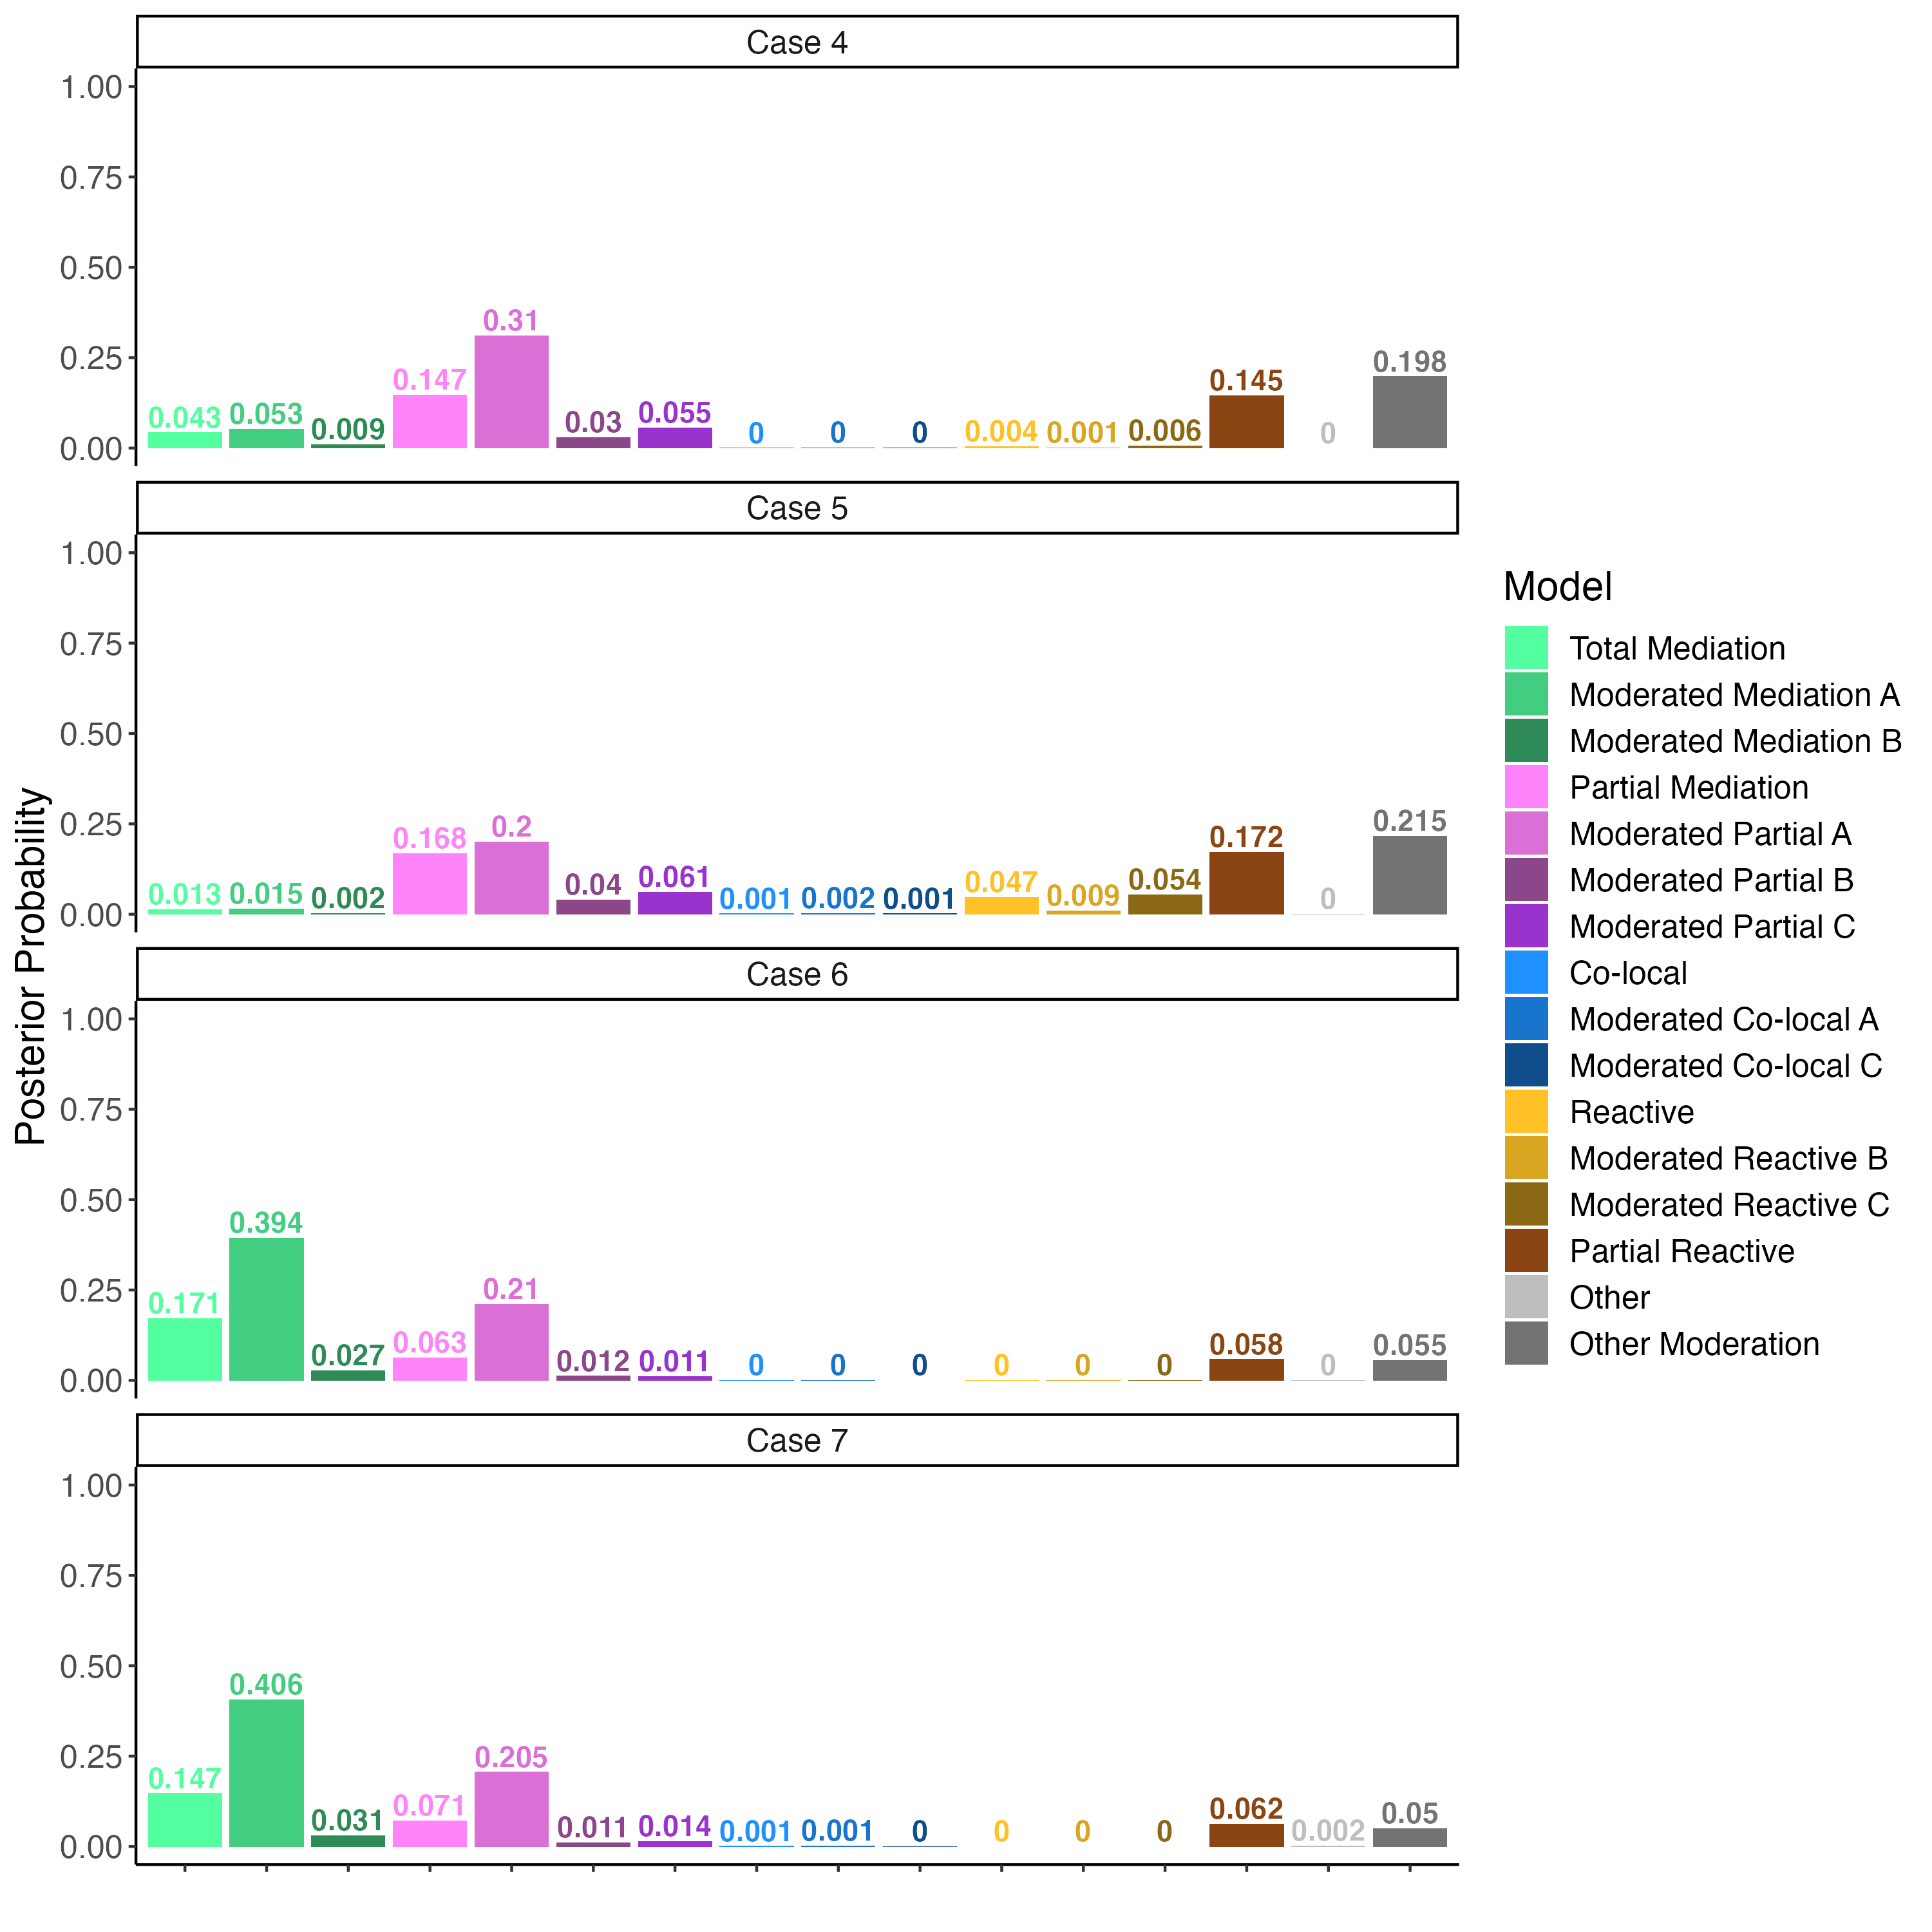 Case 4
1.00
0.75
0.50
0.25
0.00
0.043 0.053 0.009 0.147 0.31 0.03 0.055 0 0 0 0.004 0.001 0.006 0.145 0 0.198
Case 5
1.00
0.75
0.50
0.25
0.00
0.013 0.015 0.002 0.168 0.2 0.04 0.061 0.001 0.002 0.001 0.047 0.009 0.054 0.172 0 0.215
Case 6
1.00
0.75
0.50
0.25
0.00
0.171 0.394 0.027 0.063 0.21 0.012 0.011 0 0 0 0 0 0 0.058 0 0.055
Case 7
1.00
0.75
0.50
0.25
0.00
0.147 0.406 0.031 0.071 0.205 0.011 0.014 0.001 0.001 0 0 0 0 0.062 0.002 0.05
Posterior Probability
Model
Total Mediation
Moderated Mediation A
Moderated Mediation B
Partial Mediation
Moderated Partial A
Moderated Partial B
Moderated Partial C
Co-local
Moderated Co-local A
Moderated Co-local C
Reactive
Moderated Reactive B
Moderated Reactive C
Partial Reactive
Other
Other Moderation